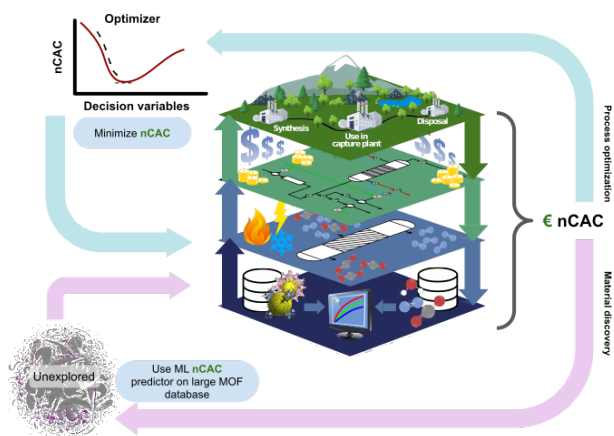 Optimizer
nCAC
Decision variables
Minimize nCAC
Synthesis
Use in
capture plant
Disposal
Process optimization
€ nCAC
Material discovery
Unexplored
Use ML nCAC
predictor on large MOF
database